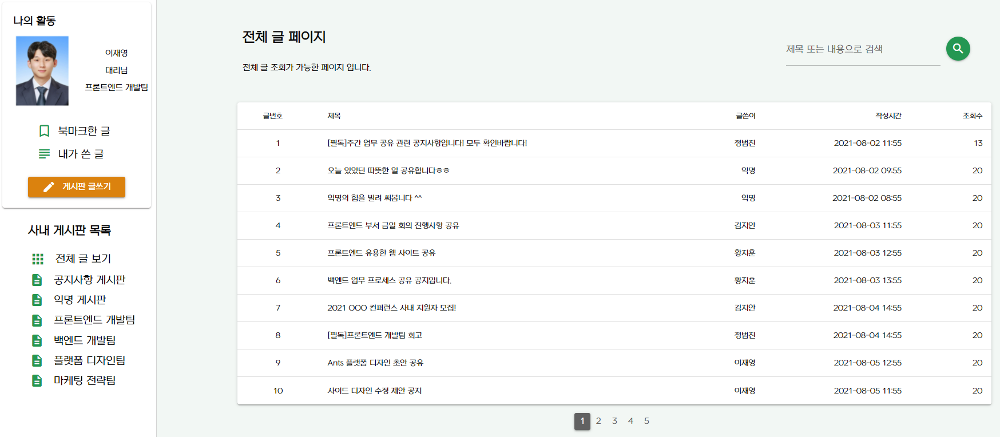 나의 활동
이재영
대리님
프론트엔드 개발팀
북마크한 글
내가 쓴 글
게시판 글쓰기
사내 게시판 목록
전체 글 보기
공지사항 게시판
익명 게시판
프론트엔드 개발팀
백엔드 개발팀
플랫폼 디자인팀
마케팅 전략팀
전체 글 페이지
전체 글 조회가 가능한 페이지 입니다.
제목 또는 내용으로 검색
글번호 제목 글쓴이 작성시간 조회수
1 [필독]주간 업무 공유 관련 공지사항입니다! 모두 확인바랍니다! 정범진 2021-08-02 11:55 13
2 오늘 있었던 따뜻한 일 공유합니다ㅎㅎ 익명 2021-08-02 09:55 20
3 익명의 힘을 빌려 써봅니다 ^^ 익명 2021-08-02 08:55 20
4 프론트엔드 부서 금일 회의 진행사항 공유 김지안 2021-08-03 11:55 20
5 프론트엔드 유용한 웹 사이트 공유 황지훈 2021-08-03 12:55 20
6 백엔드 업무 프로세스 공유 공지입니다. 황지훈 2021-08-03 13:55 20
7 2021 OOO 컨퍼런스 사내 지원자 모집! 김지안 2021-08-04 14:55 20
8 [필독]프론트엔드 개발팀 회고 정범진 2021-08-04 14:55 20
9 Ants 플랫폼 디자인 초안 공유 이재영 2021-08-05 12:55 20
10 사이드 디자인 수정 제안 공지 이재영 2021-08-05 11:55 20
1 2 3 4 5